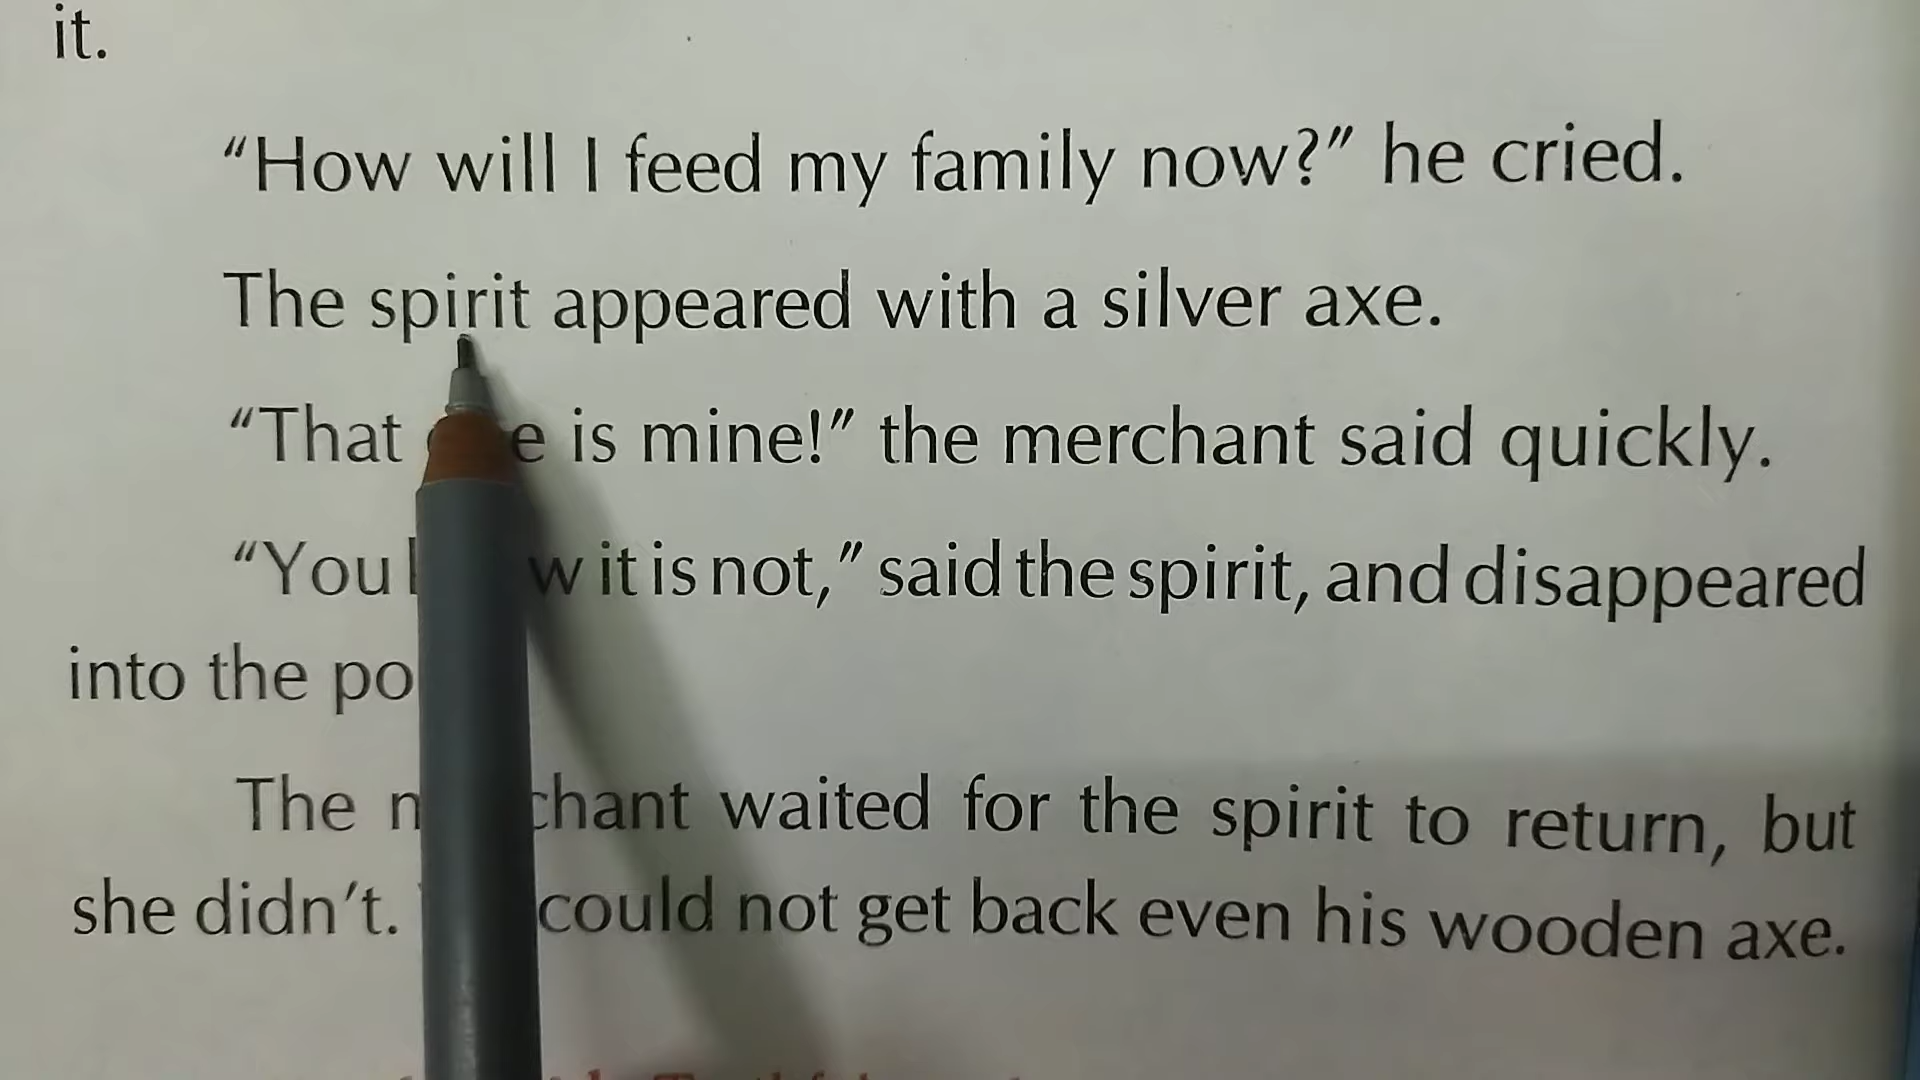 it.
“How will I feed my family now?” he cried.
The spirit appeared with a silver axe.
“That is mine!” the merchant said quickly.
“You it is not,” said the spirit, and disappeared
into the
The waited for the spirit to return, but
she didn’t. could not get back even his wooden axe.